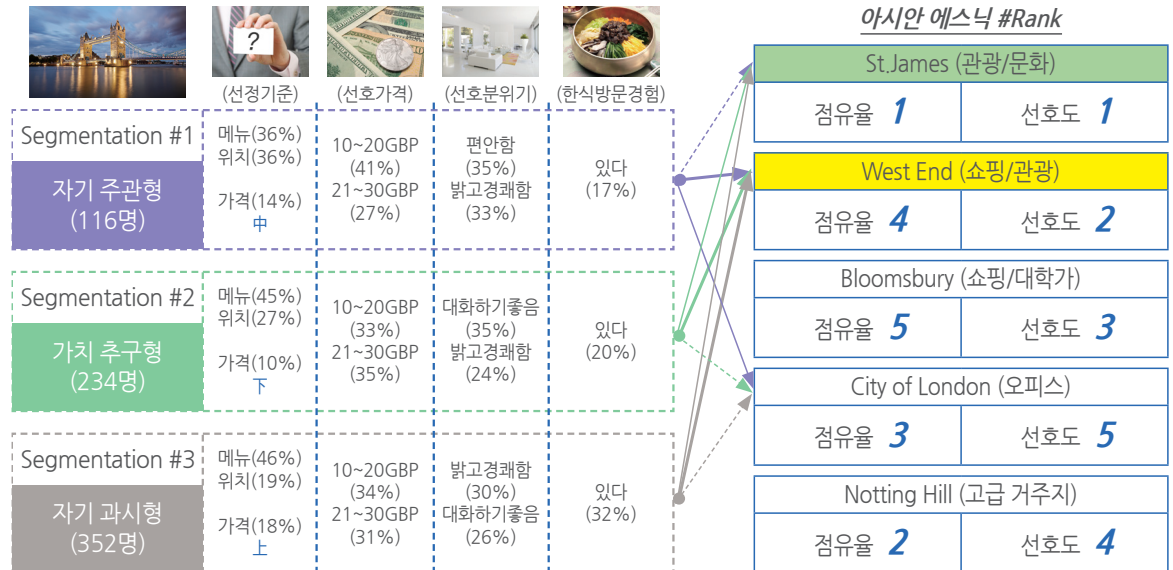 아시안 에스닉 #Rank
?
(선정기준)
(선호가격)
(선호분위기)
(한식방문경험)
Segmentation #1
자기 주관형
(116명)
메뉴(36%)
위치(36%)
가격(14%)
中
10~20GBP
(41%)
21~30GBP
(27%)
편안함
(35%)
밝고경쾌함
(33%)
있다
(17%)
Segmentation #2
가치 추구형
(234명)
메뉴(45%)
위치(27%)
가격(10%)
下
10~20GBP
(33%)
21~30GBP
(35%)
대화하기좋음
(35%)
밝고경쾌함
(24%)
있다
(20%)
Segmentation #3
자기 과시형
(352명)
메뉴(46%)
위치(19%)
가격(18%)
上
10~20GBP
(34%)
21~30GBP
(31%)
밝고경쾌함
(30%)
대화하기좋음
(26%)
있다
(32%)
St.James (관광/문화)
점유율 1 선호도 1
West End (쇼핑/관광)
점유율 4 선호도 2
Bloomsbury (쇼핑/대학가)
점유율 5 선호도 3
City of London (오피스)
점유율 3 선호도 5
Notting Hill (고급 거주지)
점유율 2 선호도 4